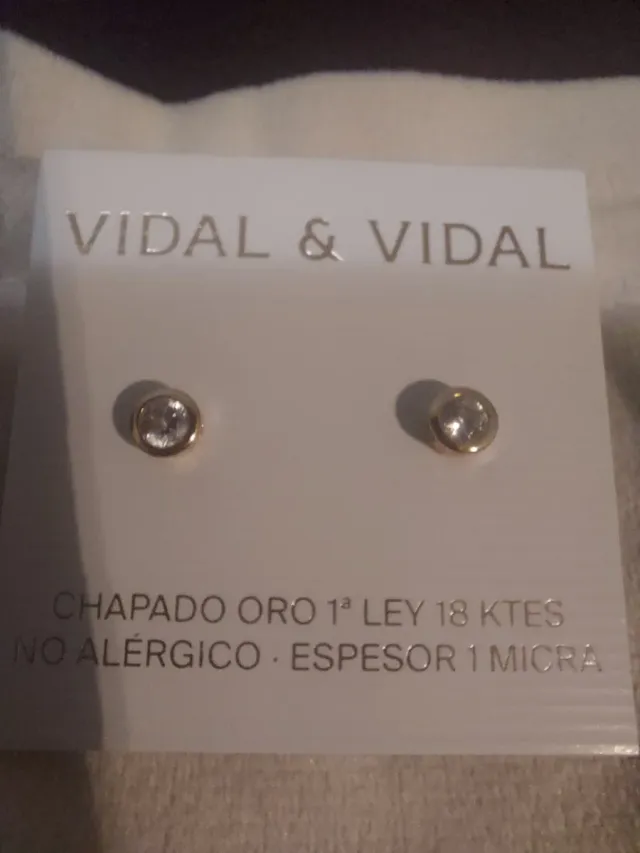 VIDAL & VIDAL
CHAPADO ORO 1ª LEY 18 KTES
NO ALÉRGICO · ESPESOR 1 MICRA